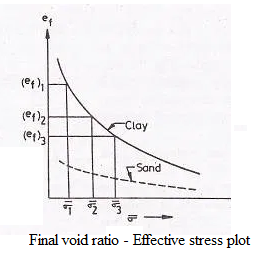 e_f
(e_f)_1
(e_f)_2
(e_f)_3
Clay
Sand
σ̄_1 σ̄_2 σ̄_3 σ̄
Final void ratio - Effective stress plot